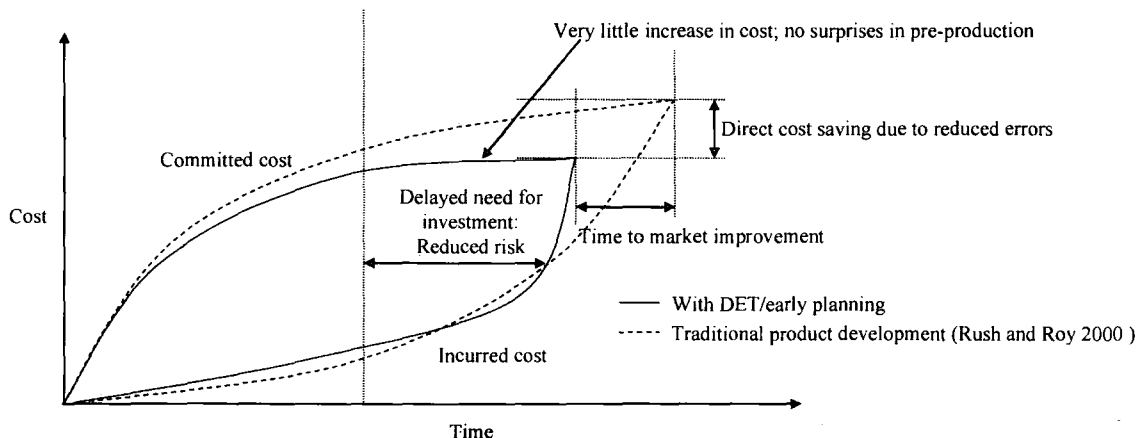 Very little increase in cost; no surprises in pre-production
Direct cost saving due to reduced errors
Committed cost
Delayed need for
investment:
Reduced risk
Cost
Time to market improvement
With DET/early planning
Traditional product development (Rush and Roy 2000 )
Incurred cost
Time